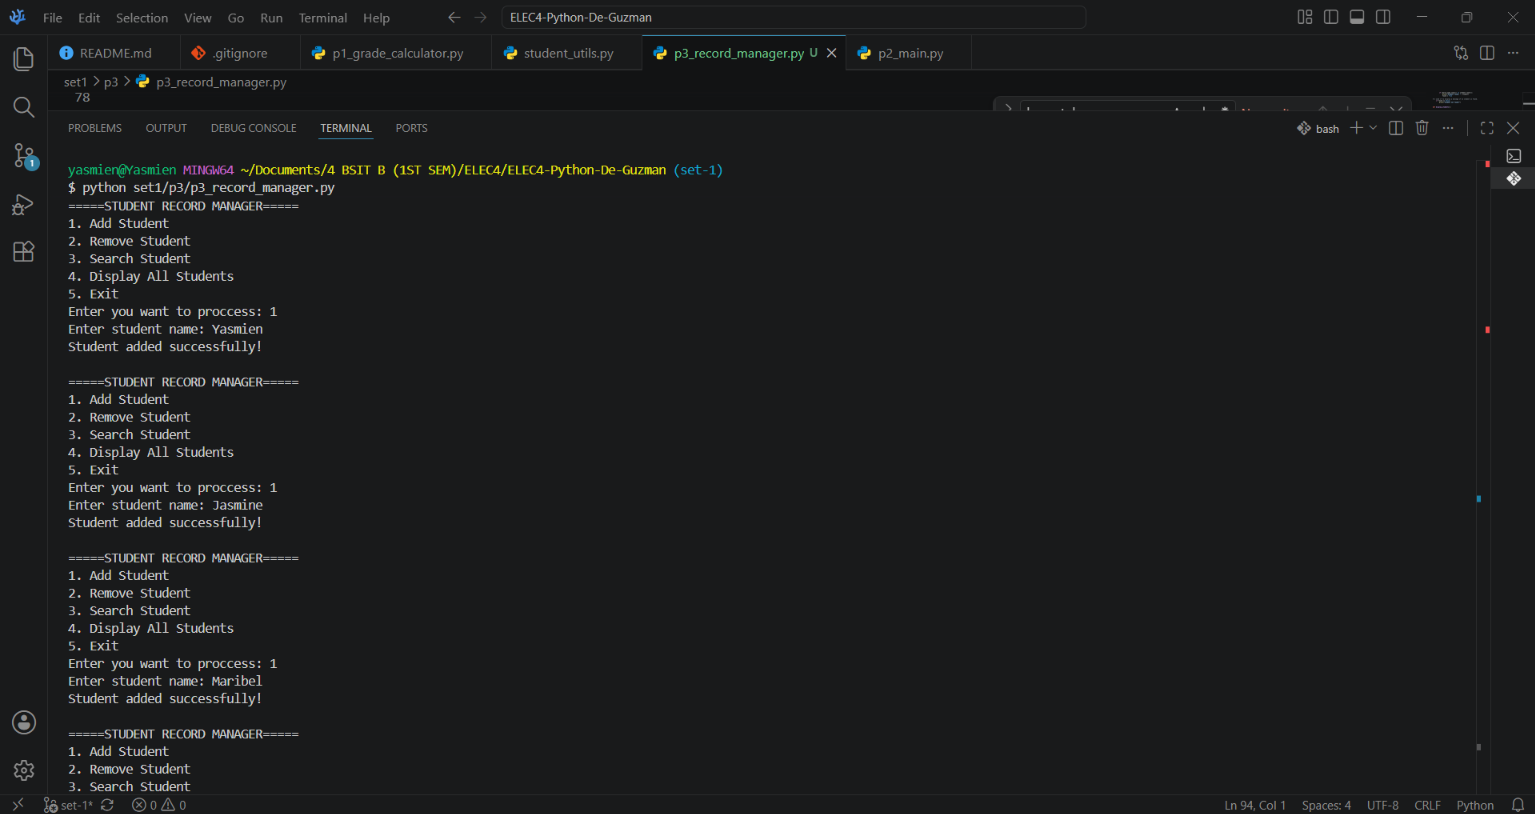 File Edit Selection View Go Run Terminal Help ELEC4-Python-De-Guzman
README.md .gitignore p1_grade_calculator.py student_utils.py p3_record_manager.py U p2_main.py
set1 > p3 > p3_record_manager.py
78
PROBLEMS OUTPUT DEBUG CONSOLE TERMINAL PORTS bash
1
yasmien@Yasmien MINGW64 ~/Documents/4 BSIT B (1ST SEM)/ELEC4/ELEC4-Python-De-Guzman (set-1)
$ python set1/p3/p3_record_manager.py
=====STUDENT RECORD MANAGER=====
1. Add Student
2. Remove Student
3. Search Student
4. Display All Students
5. Exit
Enter you want to proccess: 1
Enter student name: Yasmien
Student added successfully!
=====STUDENT RECORD MANAGER=====
1. Add Student
2. Remove Student
3. Search Student
4. Display All Students
5. Exit
Enter you want to proccess: 1
Enter student name: Jasmine
Student added successfully!
=====STUDENT RECORD MANAGER=====
1. Add Student
2. Remove Student
3. Search Student
4. Display All Students
5. Exit
Enter you want to proccess: 1
Enter student name: Maribel
Student added successfully!
=====STUDENT RECORD MANAGER=====
1. Add Student
2. Remove Student
3. Search Student
set-1* 0 0 Ln 94, Col 1 Spaces: 4 UTF-8 CRLF Python